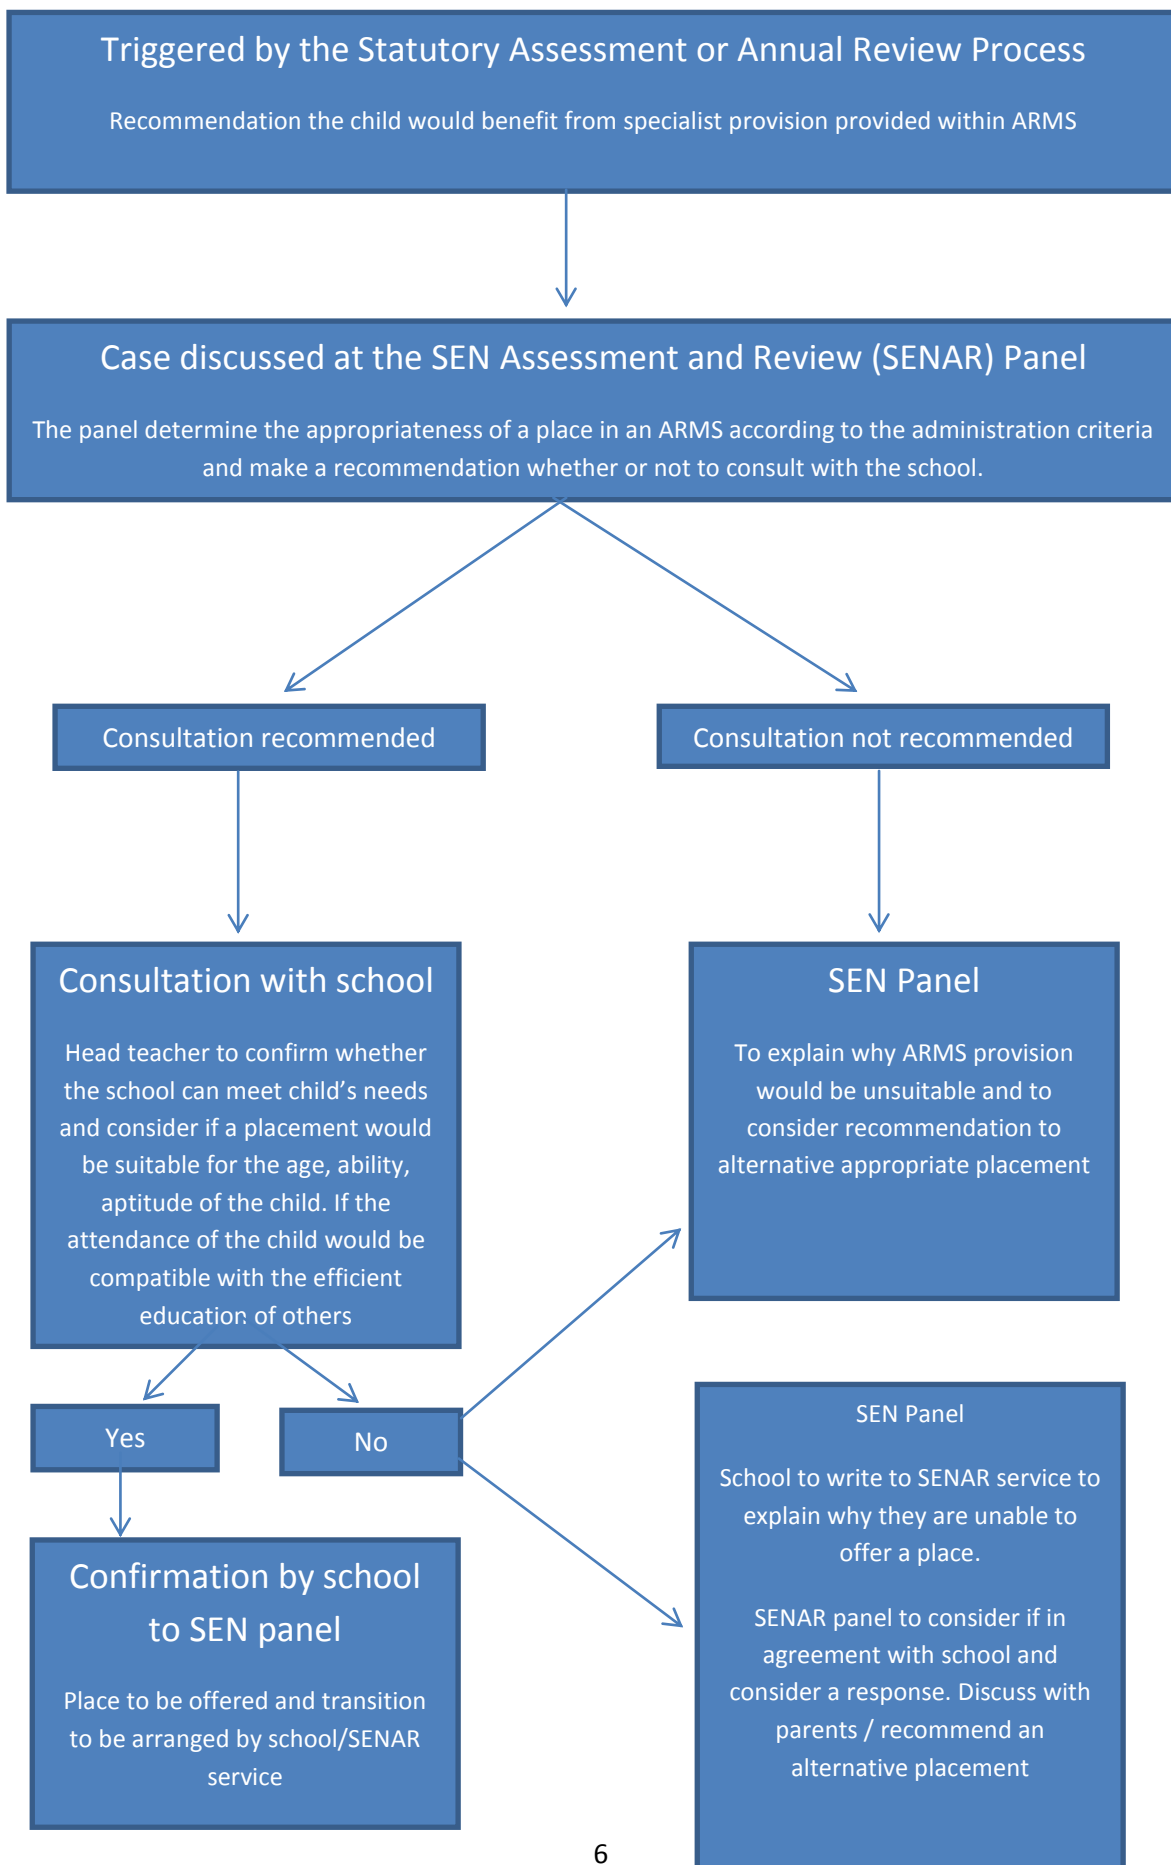 Triggered by the Statutory Assessment or Annual Review Process
Recommendation the child would benefit from specialist provision provided within ARMS
Case discussed at the SEN Assessment and Review (SENAR) Panel
The panel determine the appropriateness of a place in an ARMS according to the administration criteria
and make a recommendation whether or not to consult with the school.
Consultation recommended
Consultation not recommended
Consultation with school
Head teacher to confirm whether
the school can meet child’s needs
and consider if a placement would
be suitable for the age, ability,
aptitude of the child. If the
attendance of the child would be
compatible with the efficient
education of others
SEN Panel
To explain why ARMS provision
would be unsuitable and to
consider recommendation to
alternative appropriate placement
Yes
No
Confirmation by school
to SEN panel
Place to be offered and transition
to be arranged by school/SENAR
service
SEN Panel
School to write to SENAR service to
explain why they are unable to
offer a place.
SENAR panel to consider if in
agreement with school and
consider a response. Discuss with
parents / recommend an
alternative placement
6